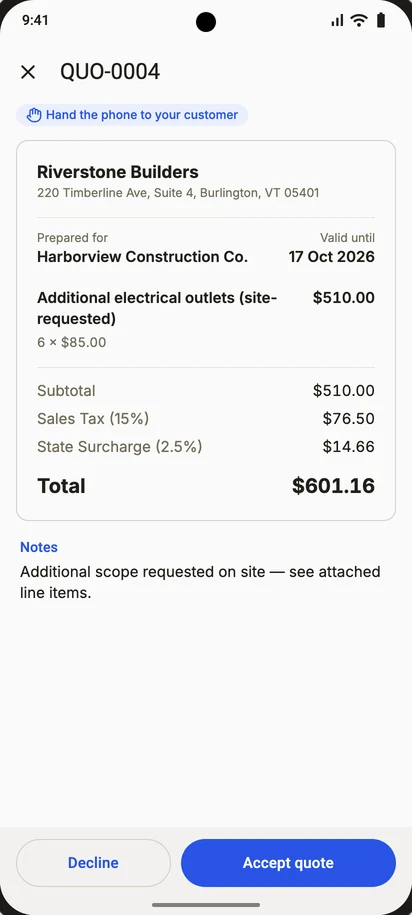 9:41
QUO-0004
Hand the phone to your customer
Riverstone Builders
220 Timberline Ave, Suite 4, Burlington, VT 05401
Prepared for
Valid until
Harborview Construction Co.
17 Oct 2026
Additional electrical outlets (site-
requested)
$510.00
6 × $85.00
Subtotal $510.00
Sales Tax (15%) $76.50
State Surcharge (2.5%) $14.66
Total $601.16
Notes
Additional scope requested on site — see attached
line items.
Decline
Accept quote